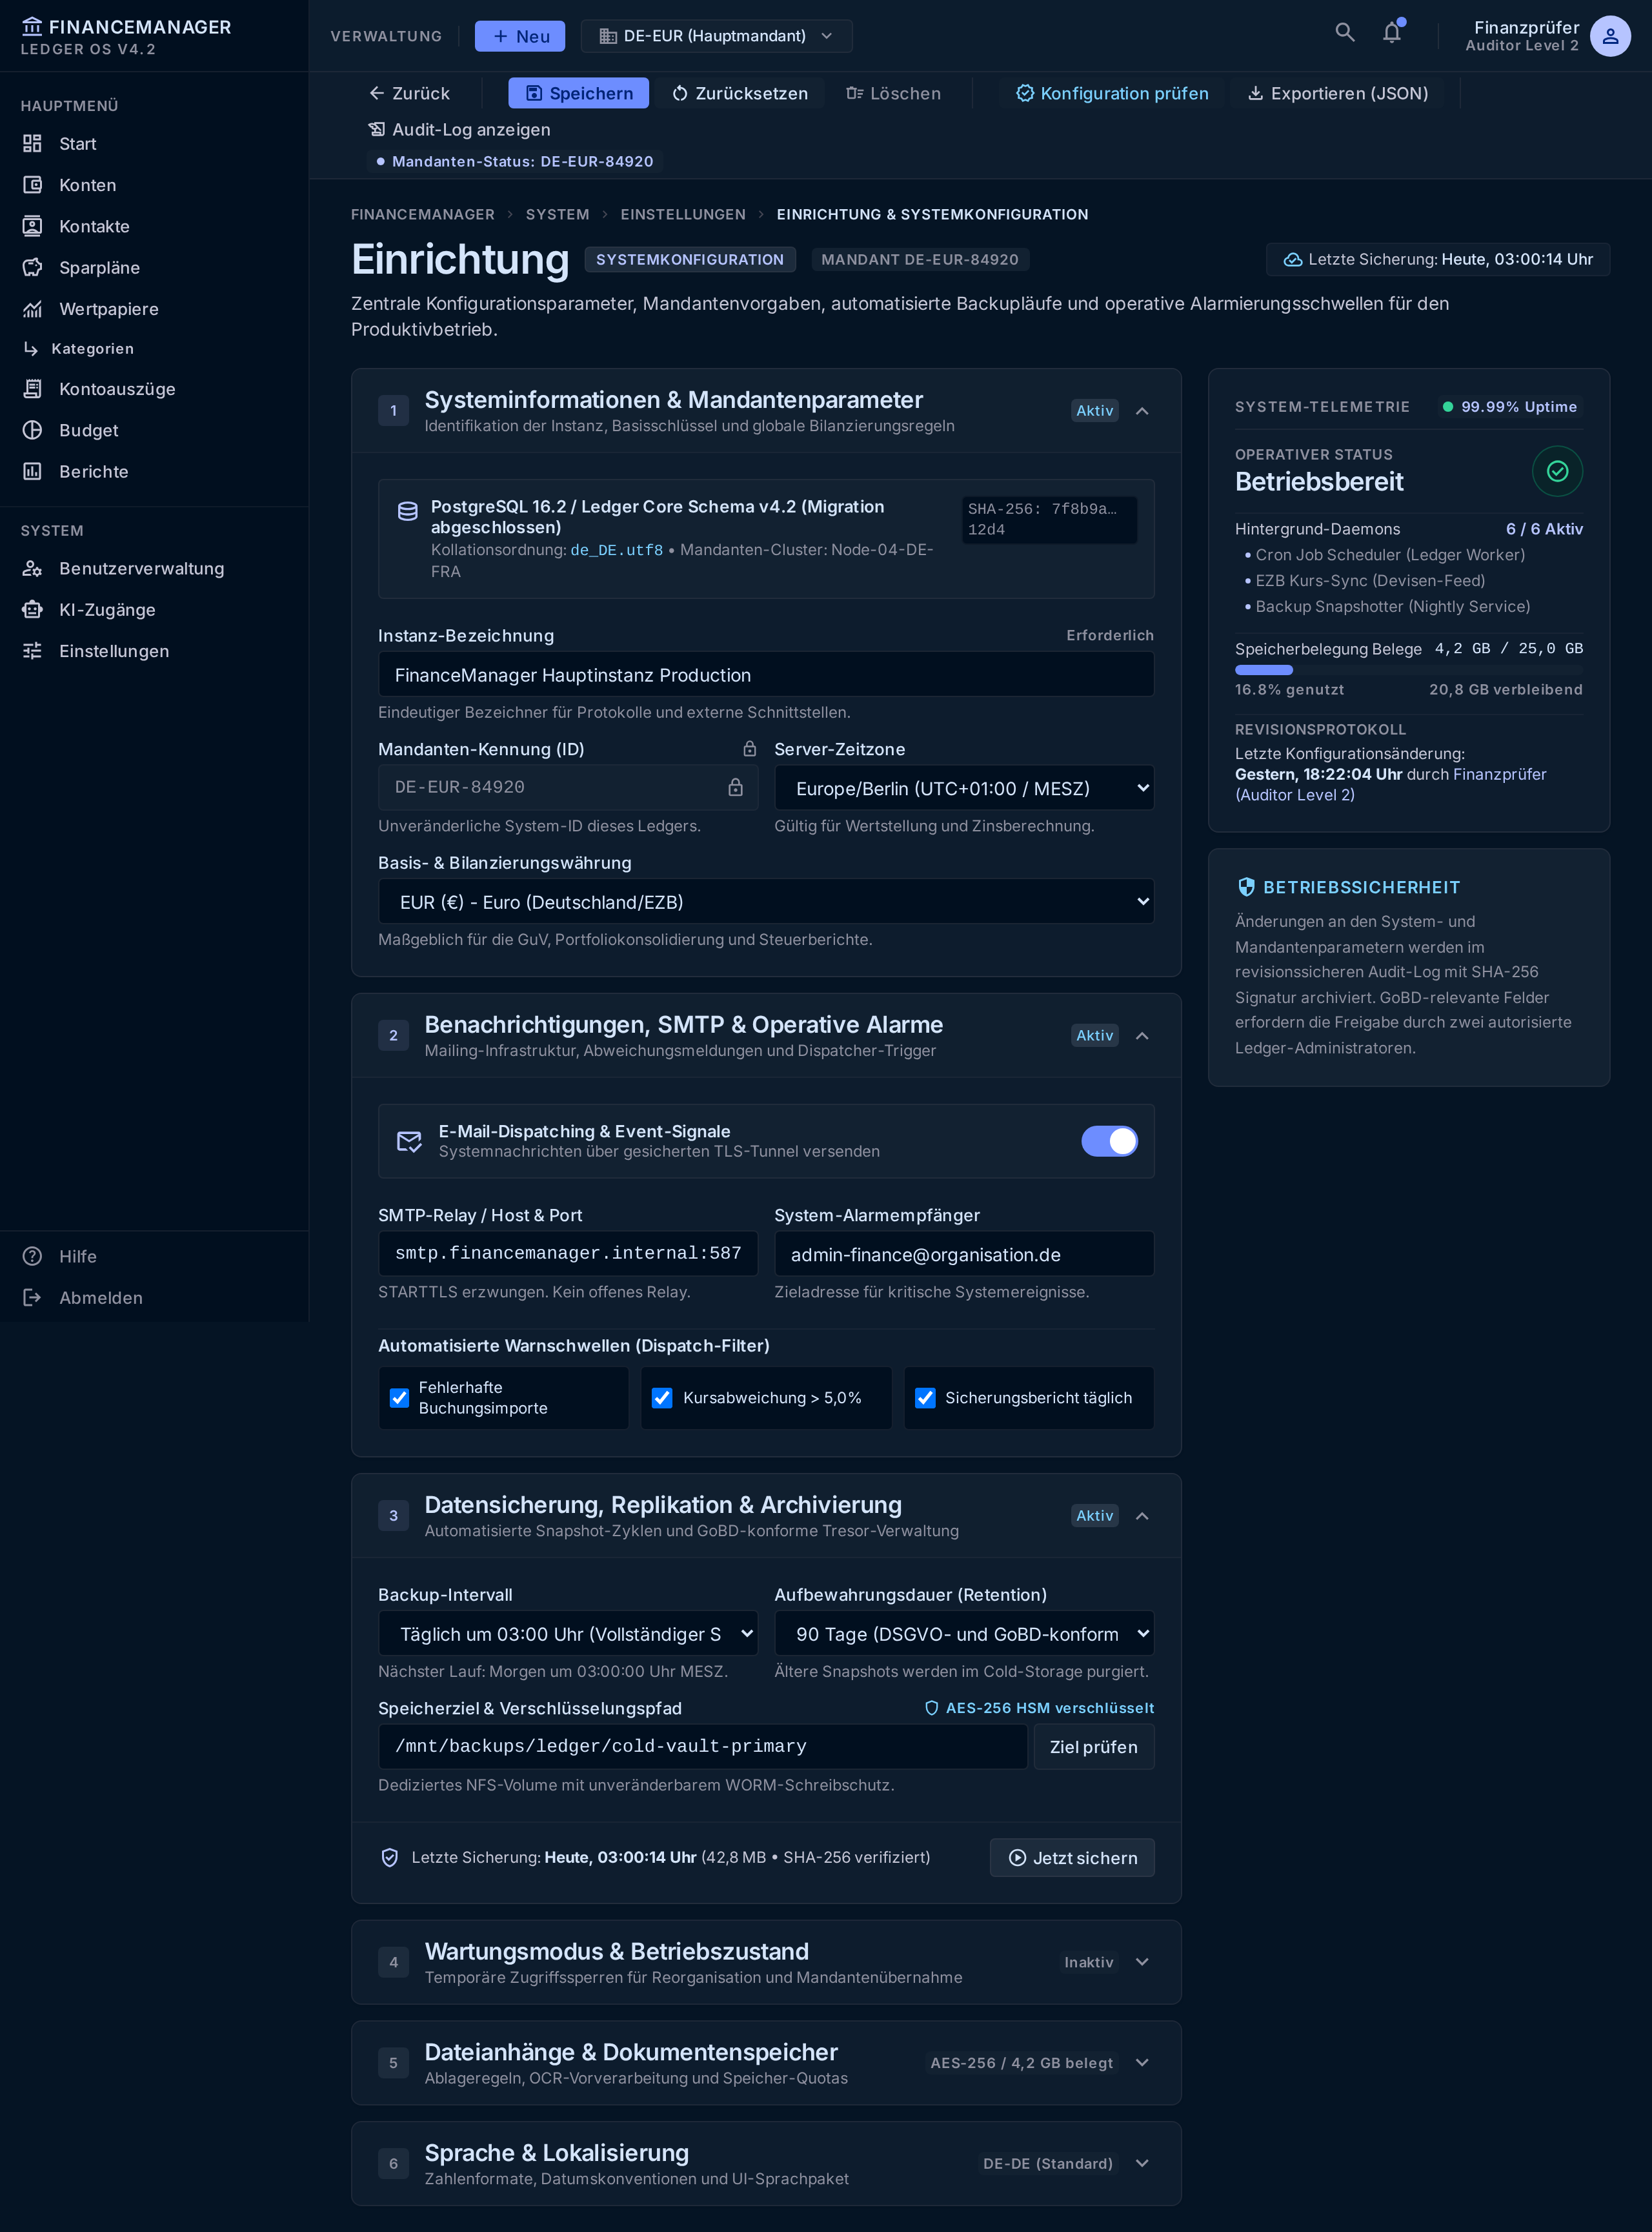 FINANCEMANAGER
LEDGER OS V4.2
HAUPTMENÜ
Start
Konten
Kontakte
Sparpläne
Wertpapiere
Kategorien
Kontoauszüge
Budget
Berichte
SYSTEM
Benutzerverwaltung
KI-Zugänge
Einstellungen
Hilfe
Abmelden
VERWALTUNG
Neu
DE-EUR (Hauptmandant)
Finanzprüfer
Auditor Level 2
Zurück
Speichern
Zurücksetzen
Löschen
Konfiguration prüfen
Exportieren (JSON)
Audit-Log anzeigen
Mandanten-Status: DE-EUR-84920
FINANCEMANAGER > SYSTEM > EINSTELLUNGEN > EINRICHTUNG & SYSTEMKONFIGURATION
Einrichtung
SYSTEMKONFIGURATION
MANDANT DE-EUR-84920
Letzte Sicherung: Heute, 03:00:14 Uhr
Zentrale Konfigurationsparameter, Mandantenvorgaben, automatisierte Backupläufe und operative Alarmierungsschwellen für den
Produktivbetrieb.
1
Systeminformationen & Mandantenparameter
Identifikation der Instanz, Basisschlüssel und globale Bilanzierungsregeln
Aktiv
PostgreSQL 16.2 / Ledger Core Schema v4.2 (Migration
abgeschlossen)
Kollationsordnung: de_DE.utf8 • Mandanten-Cluster: Node-04-DE-
FRA
SHA-256: 7f8b9a…
12d4
Instanz-Bezeichnung
Erforderlich
FinanceManager Hauptinstanz Production
Eindeutiger Bezeichner für Protokolle und externe Schnittstellen.
Mandanten-Kennung (ID)
DE-EUR-84920
Unveränderliche System-ID dieses Ledgers.
Server-Zeitzone
Europe/Berlin (UTC+01:00 / MESZ)
Gültig für Wertstellung und Zinsberechnung.
Basis- & Bilanzierungswährung
EUR (€) - Euro (Deutschland/EZB)
Maßgeblich für die GuV, Portfoliokonsolidierung und Steuerberichte.
2
Benachrichtigungen, SMTP & Operative Alarme
Mailing-Infrastruktur, Abweichungsmeldungen und Dispatcher-Trigger
Aktiv
E-Mail-Dispatching & Event-Signale
Systemnachrichten über gesicherten TLS-Tunnel versenden
SMTP-Relay / Host & Port
smtp.financemanager.internal:587
STARTTLS erzwungen. Kein offenes Relay.
System-Alarmempfänger
admin-finance@organisation.de
Zieladresse für kritische Systemereignisse.
Automatisierte Warnschwellen (Dispatch-Filter)
Fehlerhafte
Buchungsimporte
Kursabweichung > 5,0%
Sicherungsbericht täglich
3
Datensicherung, Replikation & Archivierung
Automatisierte Snapshot-Zyklen und GoBD-konforme Tresor-Verwaltung
Aktiv
Backup-Intervall
Täglich um 03:00 Uhr (Vollständiger S
Nächster Lauf: Morgen um 03:00:00 Uhr MESZ.
Aufbewahrungsdauer (Retention)
90 Tage (DSGVO- und GoBD-konform
Ältere Snapshots werden im Cold-Storage purgiert.
Speicherziel & Verschlüsselungspfad
AES-256 HSM verschlüsselt
/mnt/backups/ledger/cold-vault-primary
Ziel prüfen
Dediziertes NFS-Volume mit unveränderbarem WORM-Schreibschutz.
Letzte Sicherung: Heute, 03:00:14 Uhr (42,8 MB • SHA-256 verifiziert)
Jetzt sichern
4
Wartungsmodus & Betriebszustand
Temporäre Zugriffssperren für Reorganisation und Mandantenübernahme
Inaktiv
5
Dateianhänge & Dokumentenspeicher
Ablageregeln, OCR-Vorverarbeitung und Speicher-Quotas
AES-256 / 4,2 GB belegt
6
Sprache & Lokalisierung
Zahlenformate, Datumskonventionen und UI-Sprachpaket
DE-DE (Standard)
SYSTEM-TELEMETRIE
99.99% Uptime
OPERATIVER STATUS
Betriebsbereit
Hintergrund-Daemons
6 / 6 Aktiv
• Cron Job Scheduler (Ledger Worker)
• EZB Kurs-Sync (Devisen-Feed)
• Backup Snapshotter (Nightly Service)
Speicherbelegung Belege
4,2 GB / 25,0 GB
16.8% genutzt
20,8 GB verbleibend
REVISIONSPROTOKOLL
Letzte Konfigurationsänderung:
Gestern, 18:22:04 Uhr durch Finanzprüfer
(Auditor Level 2)
BETRIEBSSICHERHEIT
Änderungen an den System- und
Mandantenparametern werden im
revisionssicheren Audit-Log mit SHA-256
Signatur archiviert. GoBD-relevante Felder
erfordern die Freigabe durch zwei autorisierte
Ledger-Administratoren.